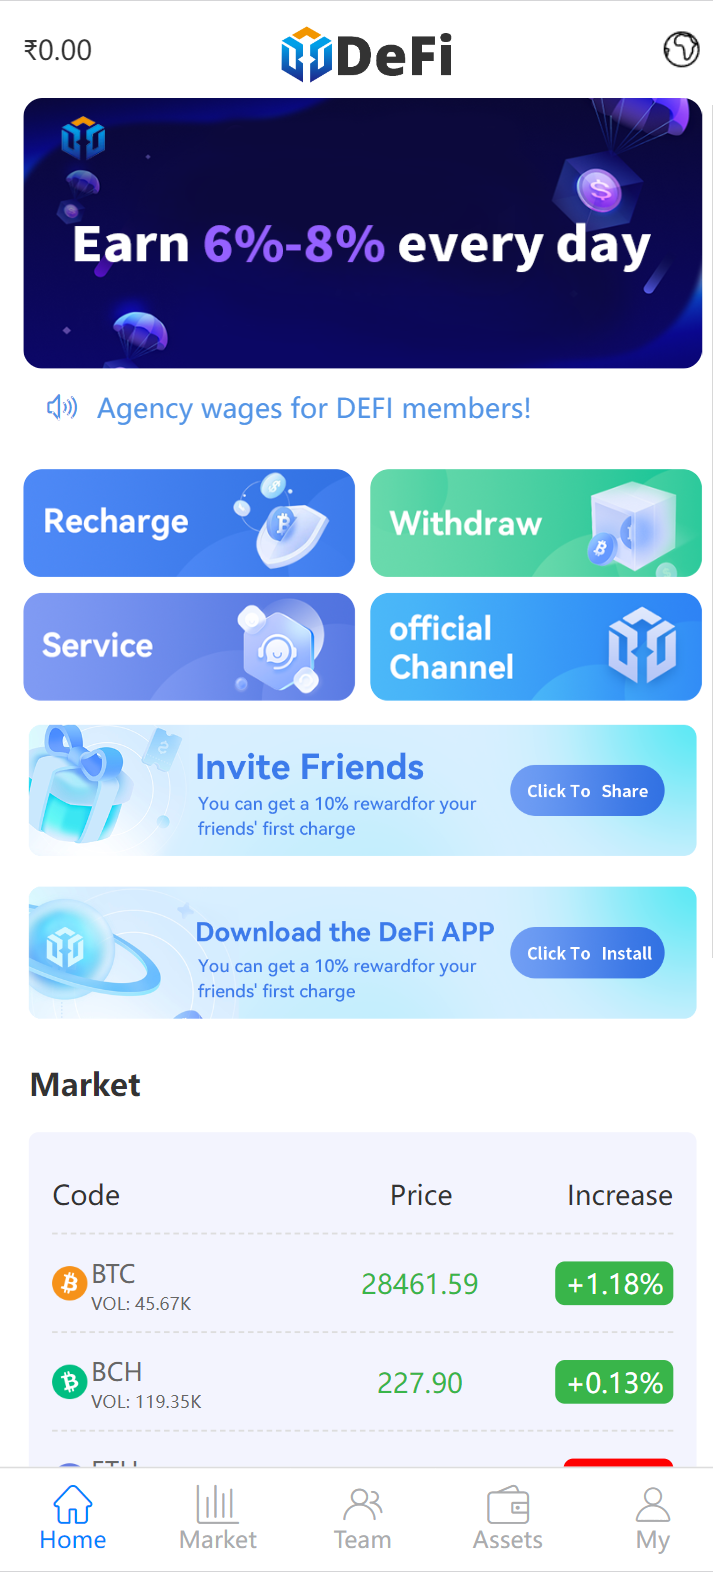 ₹0.00
DeFi
Earn 6%-8% every day
Agency wages for DEFI members!
Recharge
Withdraw
Service
official
Channel
Invite Friends
You can get a 10% rewardfor your
friends' first charge
Click To Share
Download the DeFi APP
You can get a 10% rewardfor your
friends' first charge
Click To Install
Market
Code Price Increase
BTC
VOL: 45.67K
28461.59
+1.18%
BCH
VOL: 119.35K
227.90
+0.13%
ETH
Home
Market
Team
Assets
My